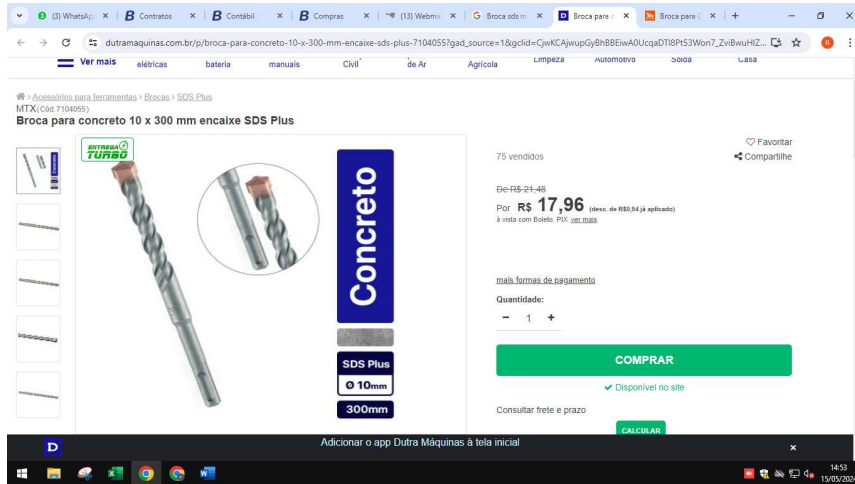 (3) WhatsAp
Contratos
Contábil
Compras
(13) Webma
Broca sds m
Broca para c
Broca para C
dutramaquinas.com.br/p/broca-para-concreto-10-x-300-mm-encaixe-sds-plus-7104055?gad_source=1&gclid=CjwKCAjwupGyBhBBEiwA0UcqaDTI8Pt53Won7_ZviBwuHIZ...
Ver mais
elétricas
bateria
manuais
Civil
de Ar
Agrícola
Limpeza
Automotivo
Solda
Casa
> Acessórios para ferramentas > Brocas > SDS Plus
MTX(Cód.7104055)
Broca para concreto 10 x 300 mm encaixe SDS Plus
ENTREGA
TURBO
Concreto
SDS Plus
Ø 10mm
300mm
Favoritar
75 vendidos
Compartilhe
De R$ 21,48
Por R$ 17,96 (desc. de R$0,94 já aplicado)
à vista com Boleto, PIX ver mais
mais formas de pagamento
Quantidade:
- 1 +
COMPRAR
Disponível no site
Consultar frete e prazo
CALCULAR
D
Adicionar o app Dutra Máquinas à tela inicial
×
14:53
15/05/202